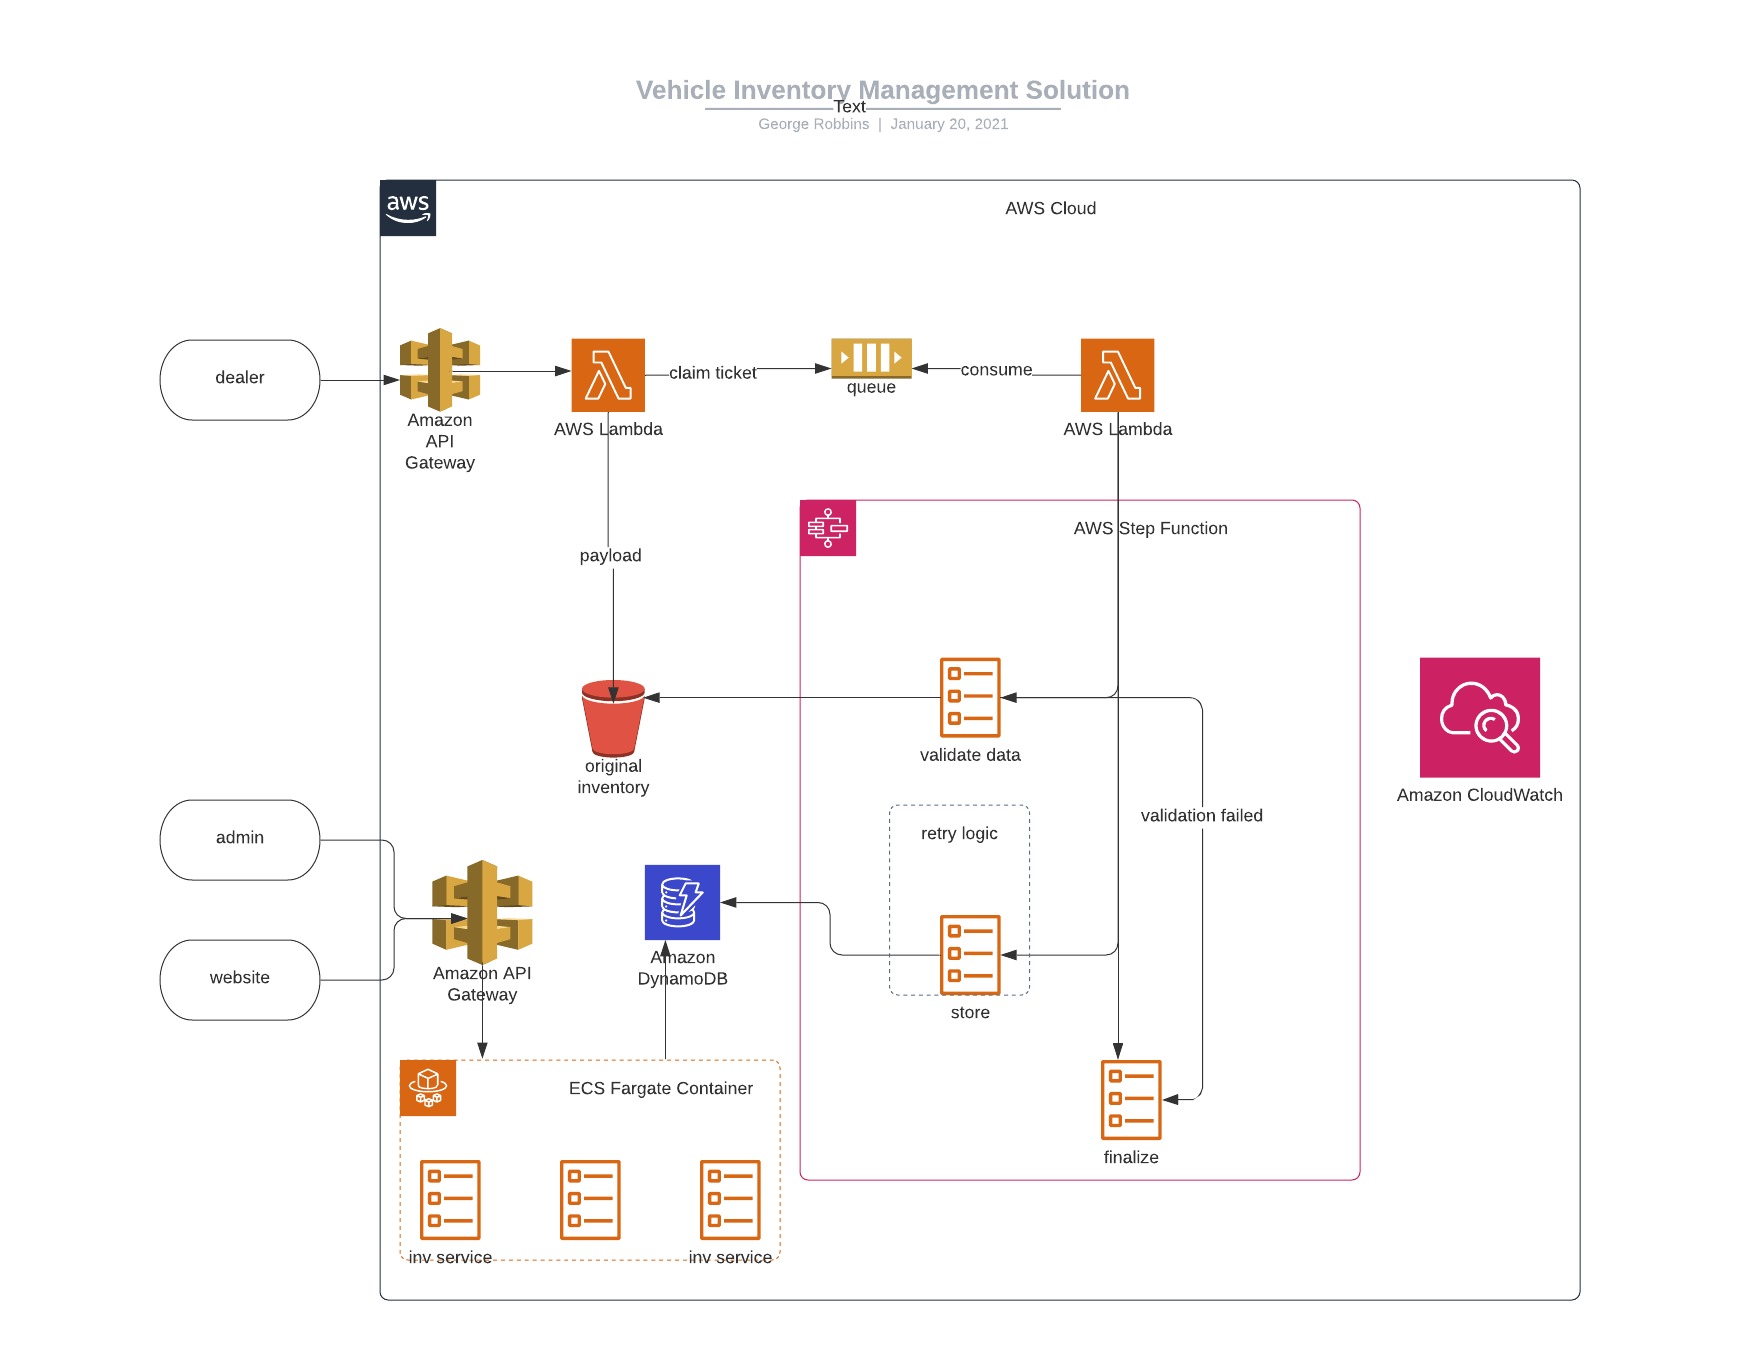 Vehicle Inventory Management Solution
Text
George Robbins | January 20, 2021
aws
AWS Cloud
dealer
Amazon
API
Gateway
AWS Lambda
claim ticket
queue
consume
AWS Lambda
payload
AWS Step Function
original
inventory
validate data
Amazon CloudWatch
validation failed
retry logic
admin
website
Amazon API
Gateway
Amazon
DynamoDB
store
ECS Fargate Container
finalize
inv service
inv service